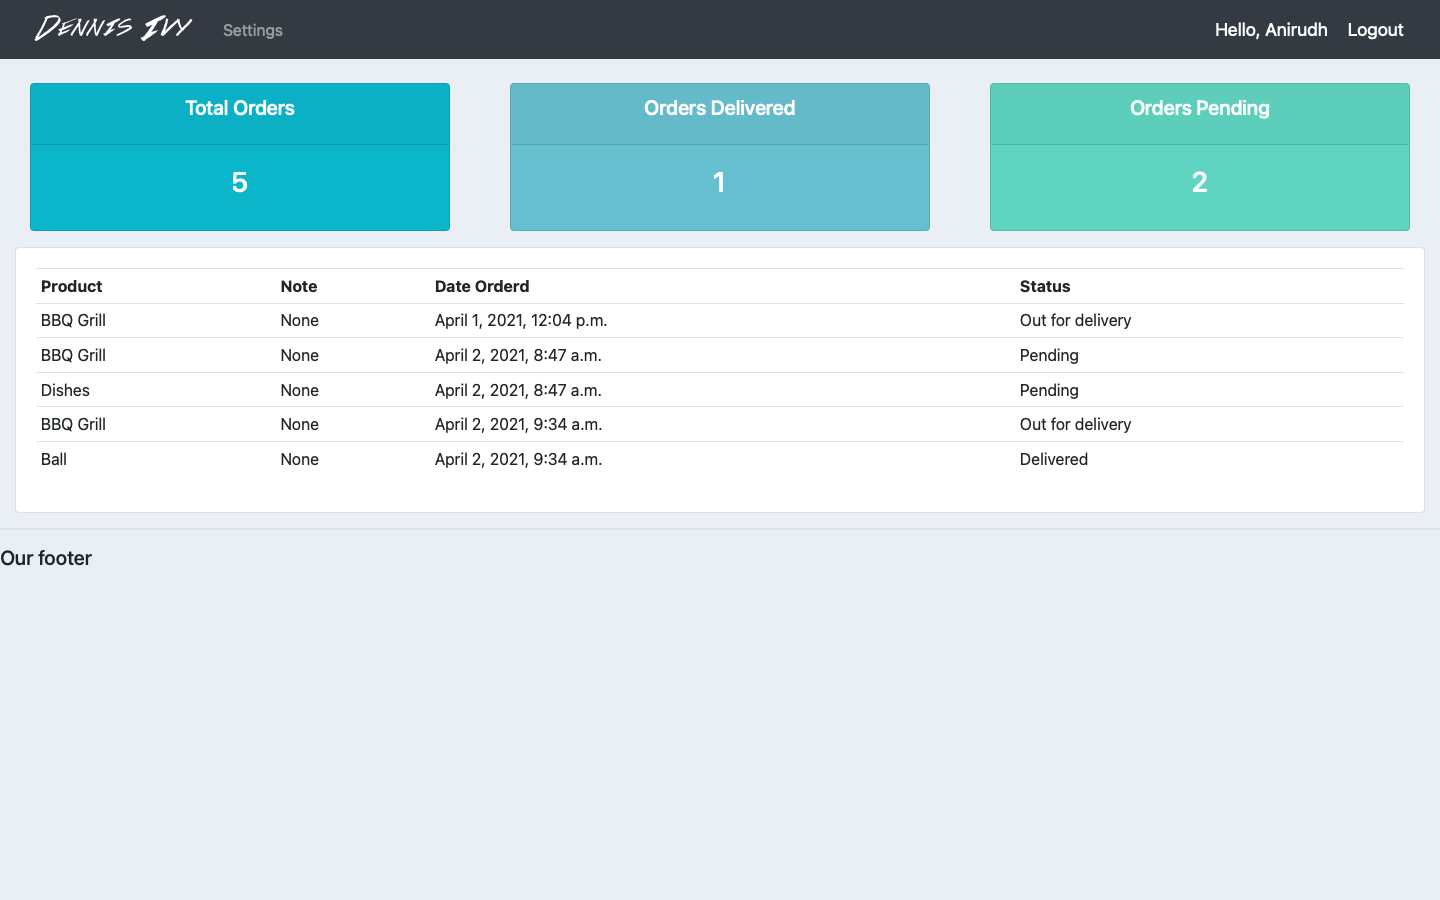 Dennis Ivy Settings Hello, Anirudh Logout
Total Orders Orders Delivered Orders Pending
5 1 2
Product Note Date Orderd Status
BBQ Grill None April 1, 2021, 12:04 p.m. Out for delivery
BBQ Grill None April 2, 2021, 8:47 a.m. Pending
Dishes None April 2, 2021, 8:47 a.m. Pending
BBQ Grill None April 2, 2021, 9:34 a.m. Out for delivery
Ball None April 2, 2021, 9:34 a.m. Delivered
Our footer